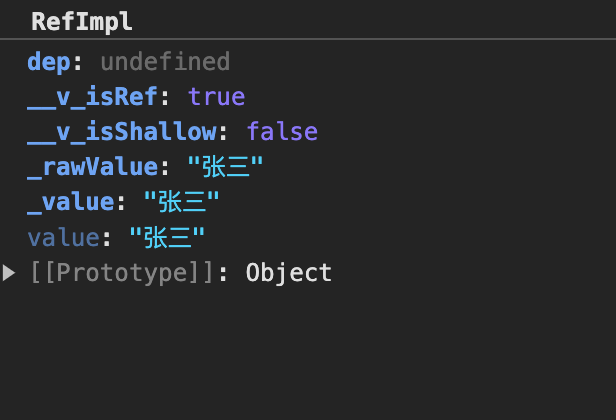 RefImpl
dep: undefined
__v_isRef: true
__v_isShallow: false
_rawValue: "张三"
_value: "张三"
value: "张三"
[[Prototype]]: Object